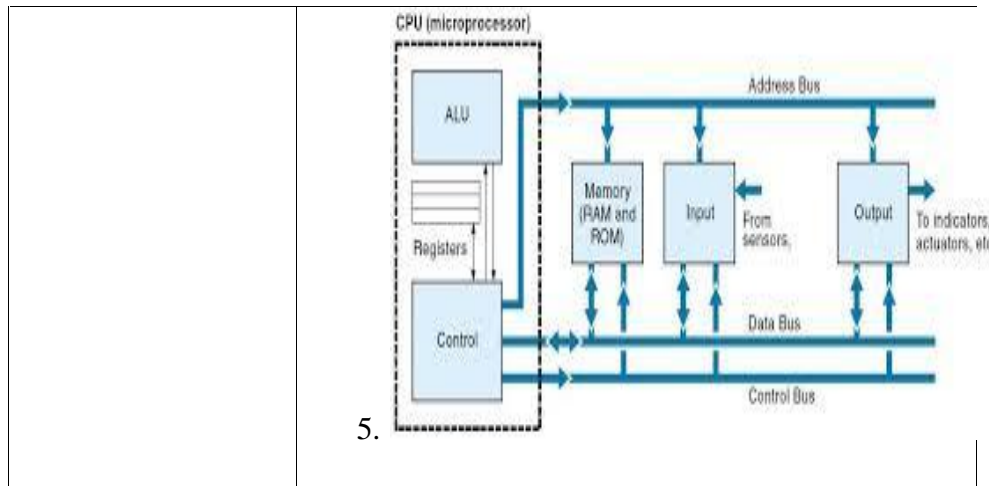 CPU (microprocessor)
Address Bus
ALU
Memory
(RAM and
ROM)
Input
From
sensors,
Output
To indicators,
actuators, etc
Registers
Control
Data Bus
Control Bus
5.